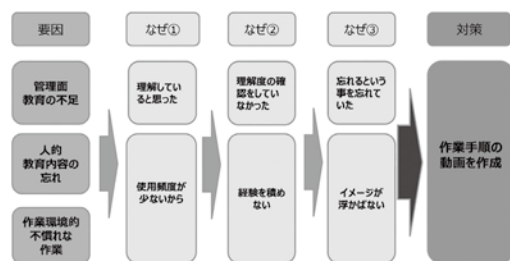 要因
なぜ①
なぜ②
なぜ③
対策
管理面
教育の不足
人的
教育内容の
忘れ
作業環境的
不慣れな
作業
理解してい
ると思った
使用頻度が
少ないから
理解度の確
認をしてい
なかった
経験を積め
ない
忘れるという
事を忘れて
いた
イメージが
浮かばない
作業手順の
動画を作成